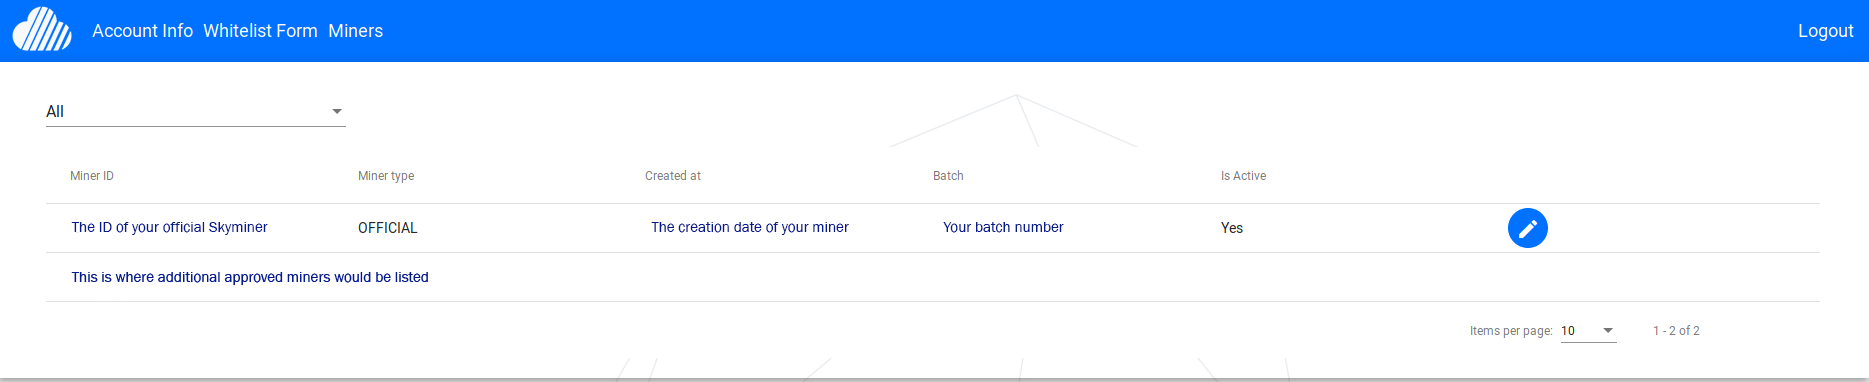 Account Info Whitelist Form Miners Logout
All
Miner ID Miner type Created at Batch Is Active
The ID of your official Skyminer OFFICIAL The creation date of your miner Your batch number Yes
This is where additional approved miners would be listed
Items per page: 10 1 - 2 of 2